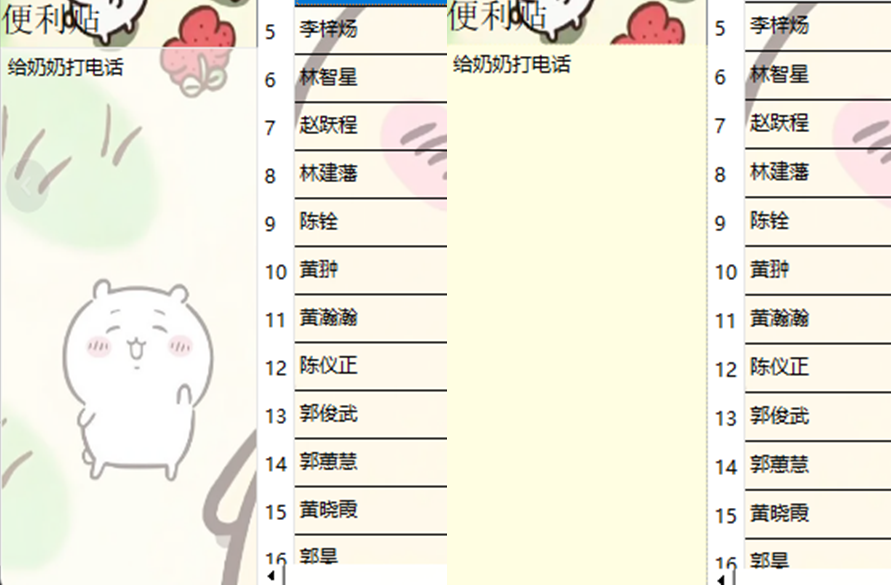 便利贴
给奶奶打电话
5 李梓炀
6 林智星
7 赵跃程
8 林建藩
9 陈铨
10 黄翀
11 黄瀚瀚
12 陈仪正
13 郭俊武
14 郭蕙慧
15 黄晓霞
16 郭昊
便利贴
给奶奶打电话
5 李梓炀
6 林智星
7 赵跃程
8 林建藩
9 陈铨
10 黄翀
11 黄瀚瀚
12 陈仪正
13 郭俊武
14 郭蕙慧
15 黄晓霞
16 郭昊